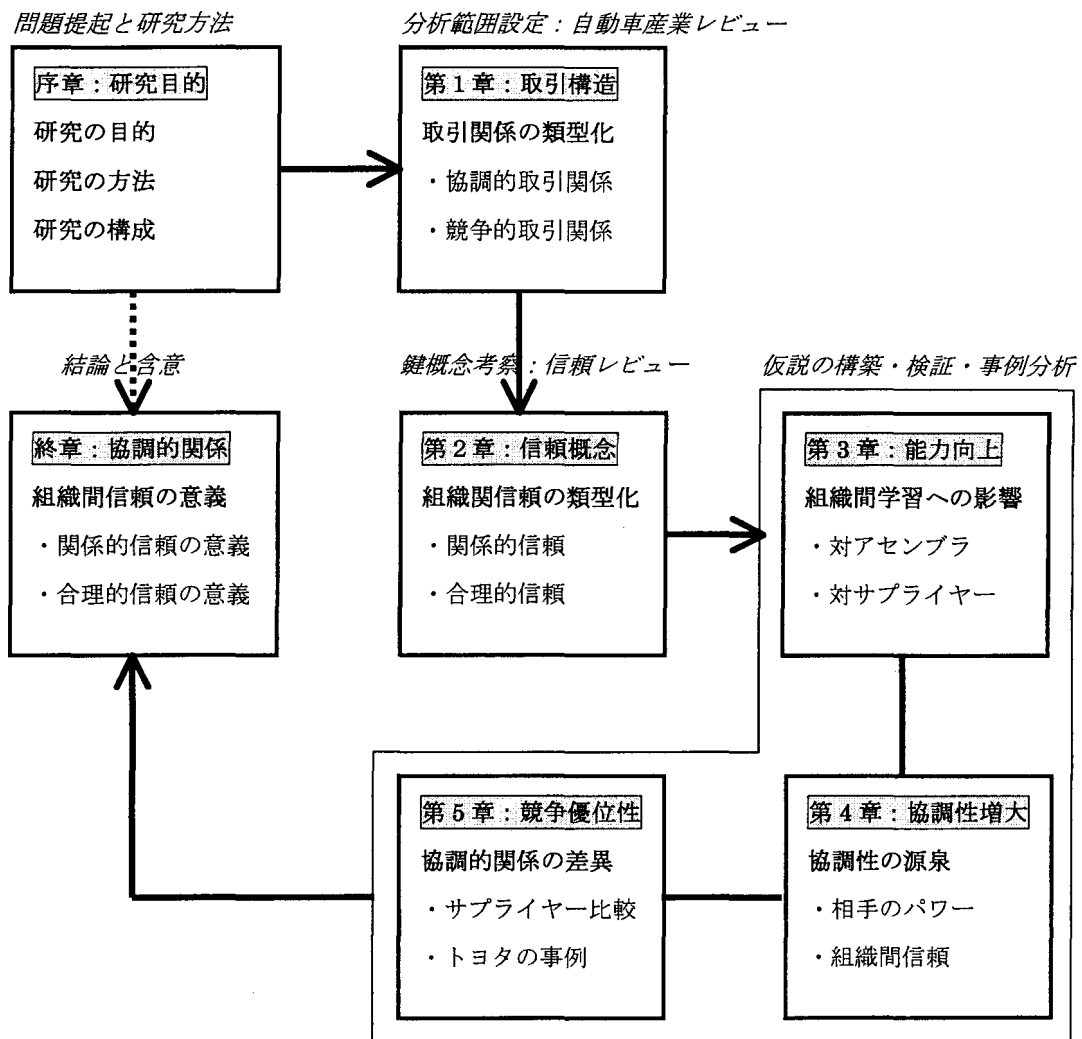 問題提起と研究方法
序章：研究目的
研究の目的
研究の方法
研究の構成
分析範囲設定：自動車産業レビュー
第1章：取引構造
取引関係の類型化
・協調的取引関係
・競争的取引関係
結論と含意
終章：協調的関係
組織間信頼の意義
・関係的信頼の意義
・合理的信頼の意義
鍵概念考察：信頼レビュー
第2章：信頼概念
組織関信頼の類型化
・関係的信頼
・合理的信頼
仮説の構築・検証・事例分析
第3章：能力向上
組織間学習への影響
・対アセンブラ
・対サプライヤー
第5章：競争優位性
協調的関係の差異
・サプライヤー比較
・トヨタの事例
第4章：協調性増大
協調性の源泉
・相手のパワー
・組織間信頼